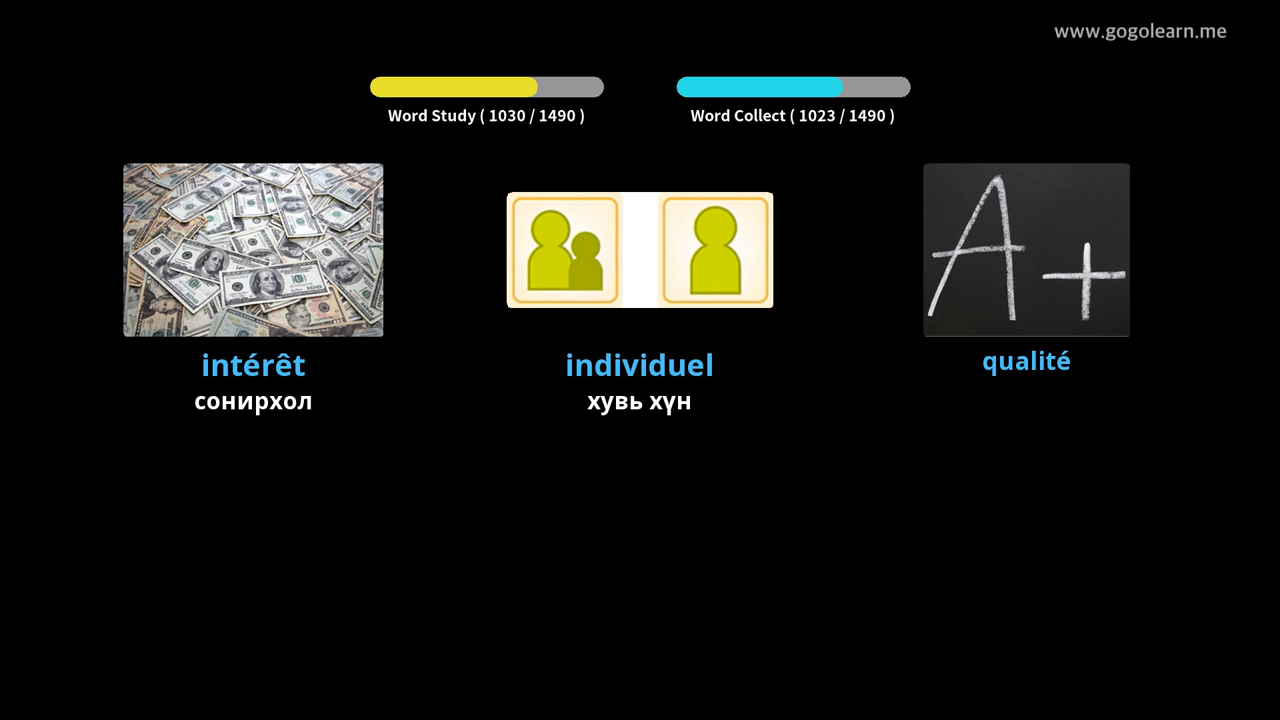 www.gogolearn.me
Word Study ( 1030 / 1490 )
Word Collect ( 1023 / 1490 )
A+
intérêt
сонирхол
individuel
хувь хүн
qualité